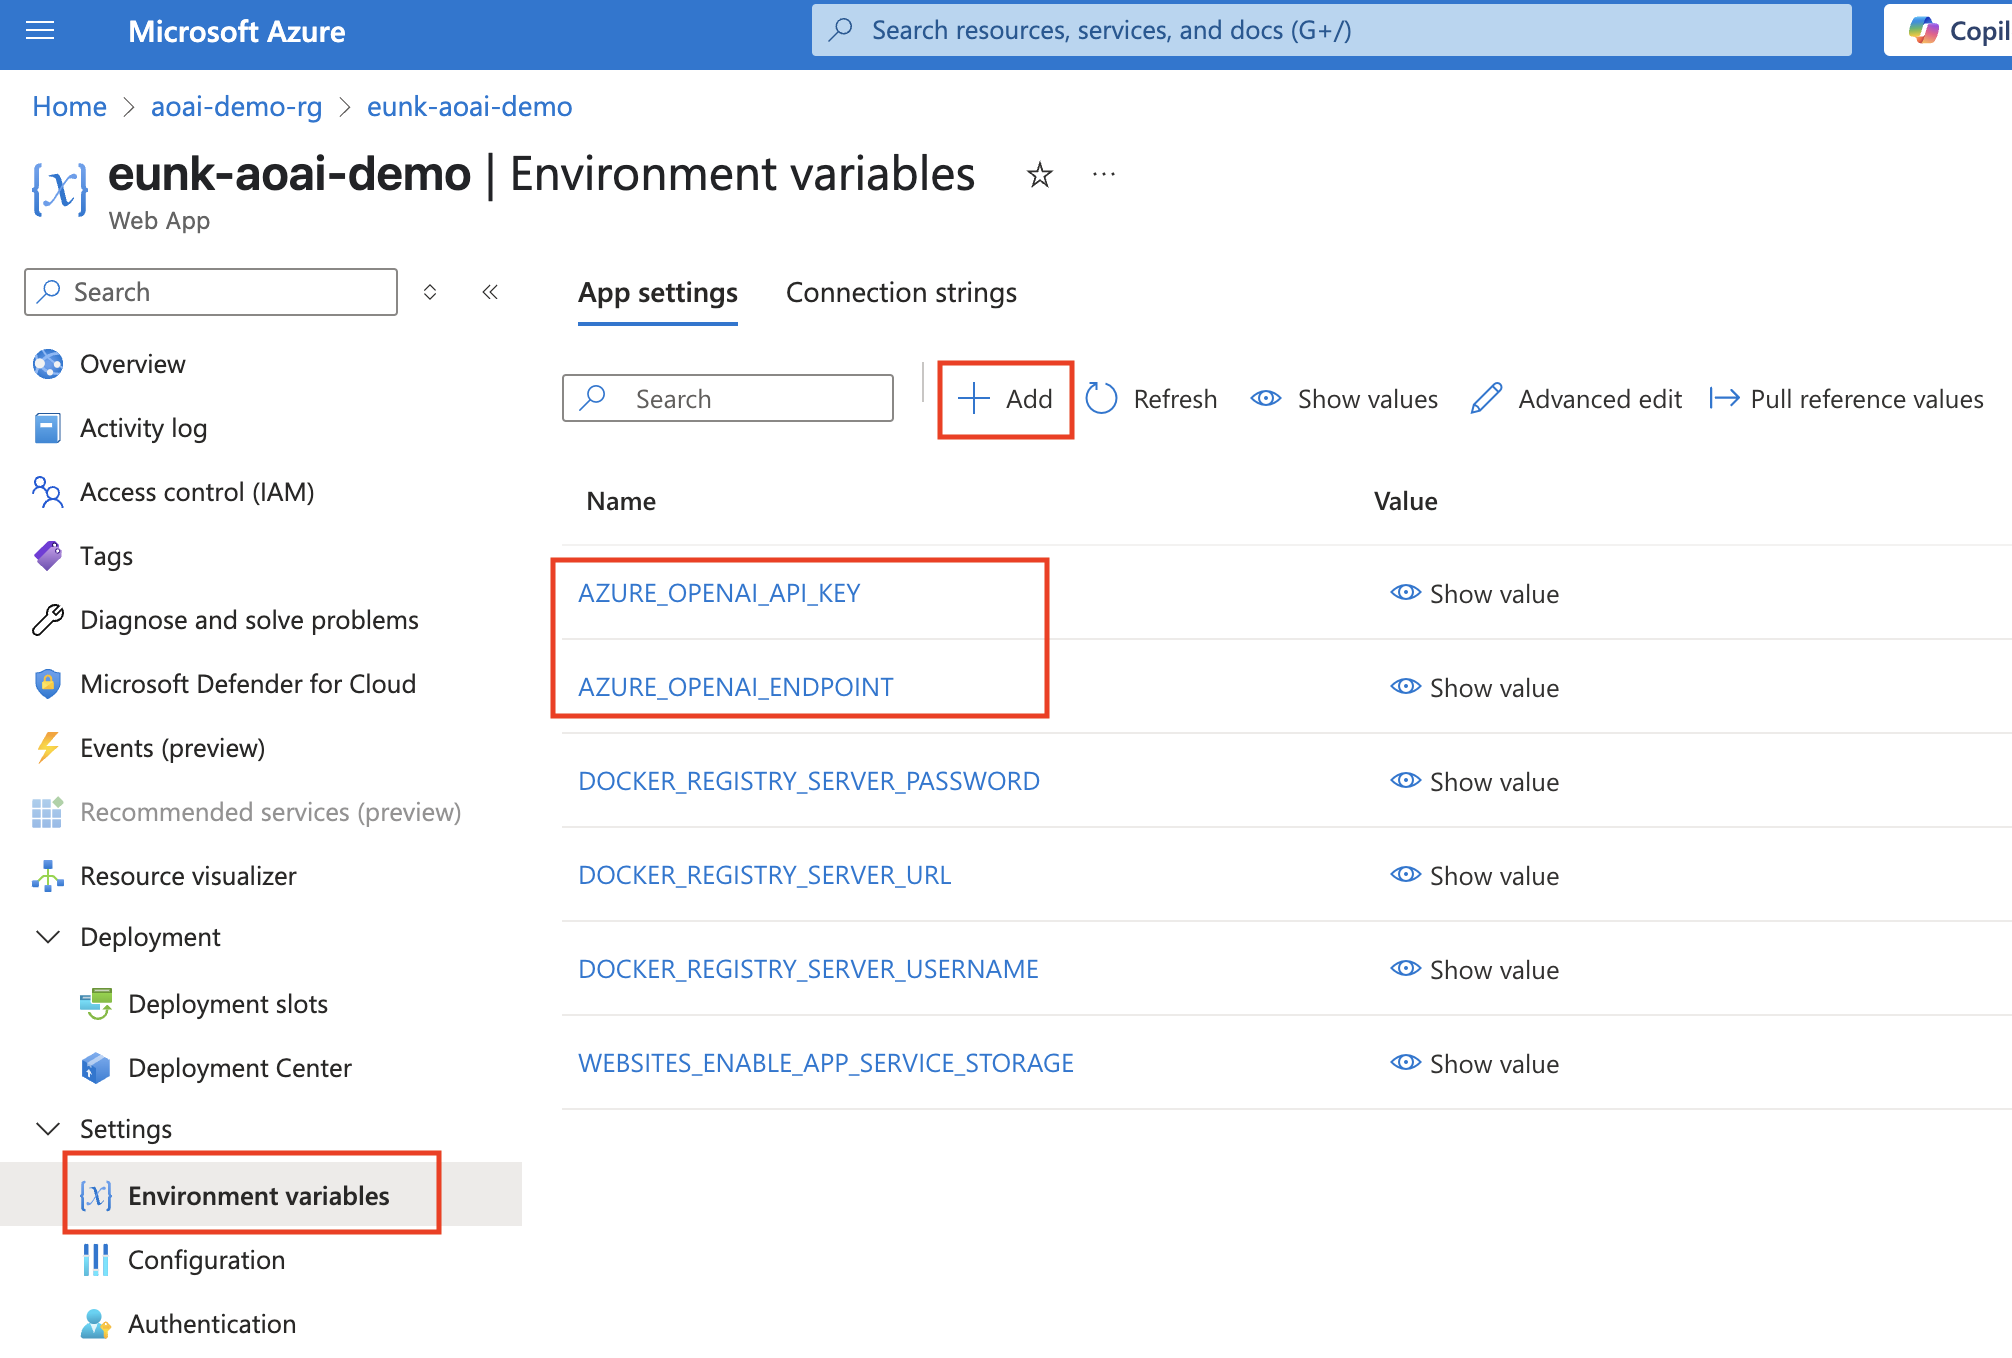 Microsoft Azure
Search resources, services, and docs (G+/)
Home > aoai-demo-rg > eunk-aoai-demo
eunk-aoai-demo | Environment variables
Web App
Search
Overview
Activity log
Access control (IAM)
Tags
Diagnose and solve problems
Microsoft Defender for Cloud
Events (preview)
Recommended services (preview)
Resource visualizer
Deployment
Deployment slots
Deployment Center
Settings
Environment variables
Configuration
Authentication
App settings Connection strings
Search Add Refresh Show values Advanced edit Pull reference values
Name Value
AZURE_OPENAI_API_KEY Show value
AZURE_OPENAI_ENDPOINT Show value
DOCKER_REGISTRY_SERVER_PASSWORD Show value
DOCKER_REGISTRY_SERVER_URL Show value
DOCKER_REGISTRY_SERVER_USERNAME Show value
WEBSITES_ENABLE_APP_SERVICE_STORAGE Show value